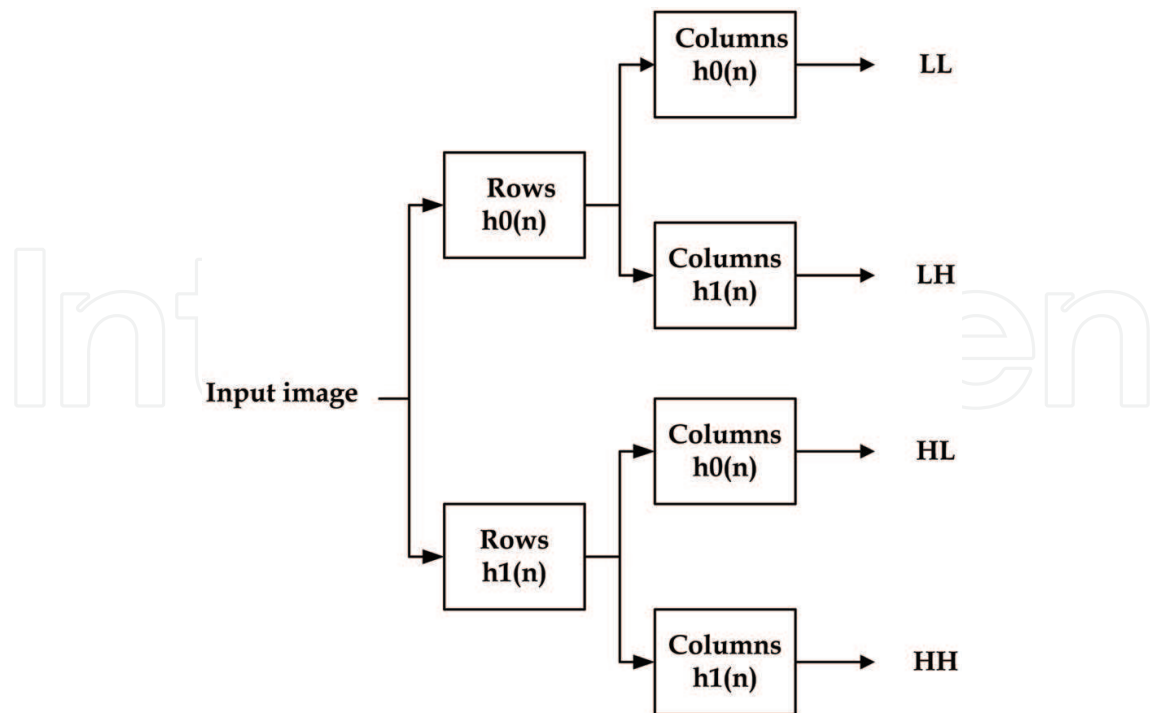 Columns
h0(n)
LL
Rows
h0(n)
Columns
h1(n)
LH
Input image
Columns
h0(n)
HL
Rows
h1(n)
Columns
h1(n)
HH